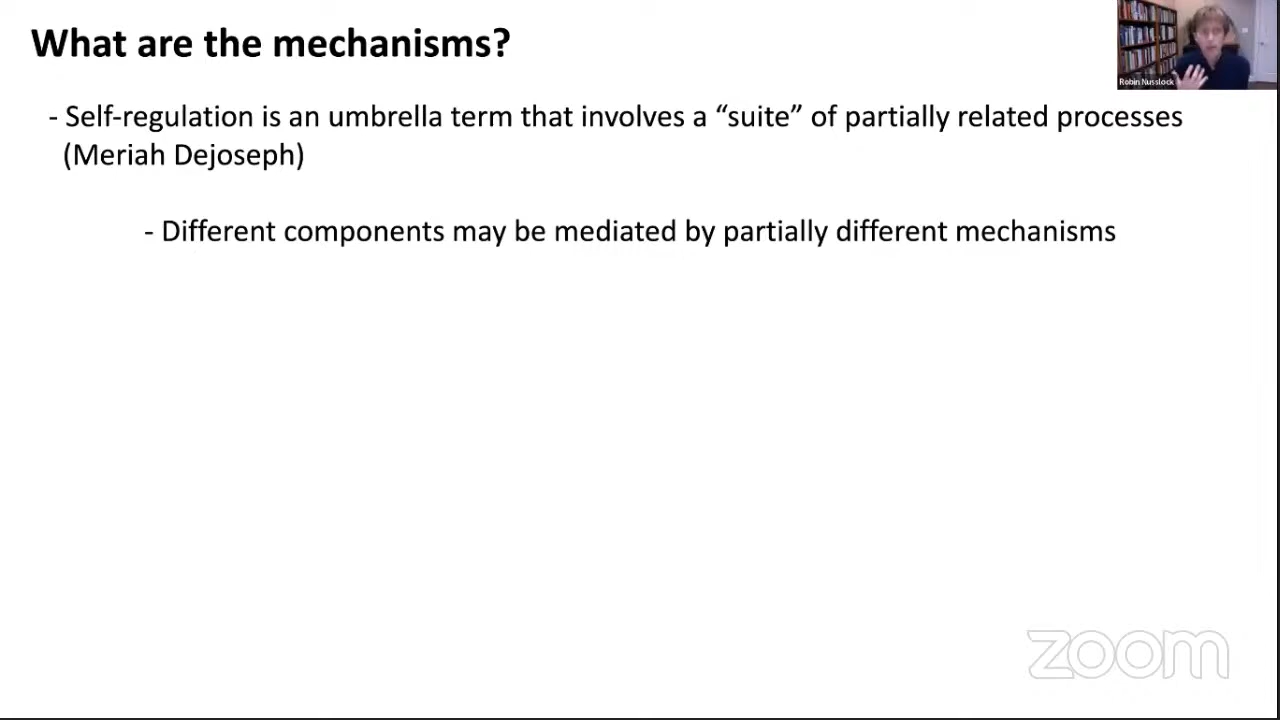 What are the mechanisms?
Robin Nusslock
- Self-regulation is an umbrella term that involves a “suite” of partially related processes
(Meriah Dejoseph)
- Different components may be mediated by partially different mechanisms
zoom